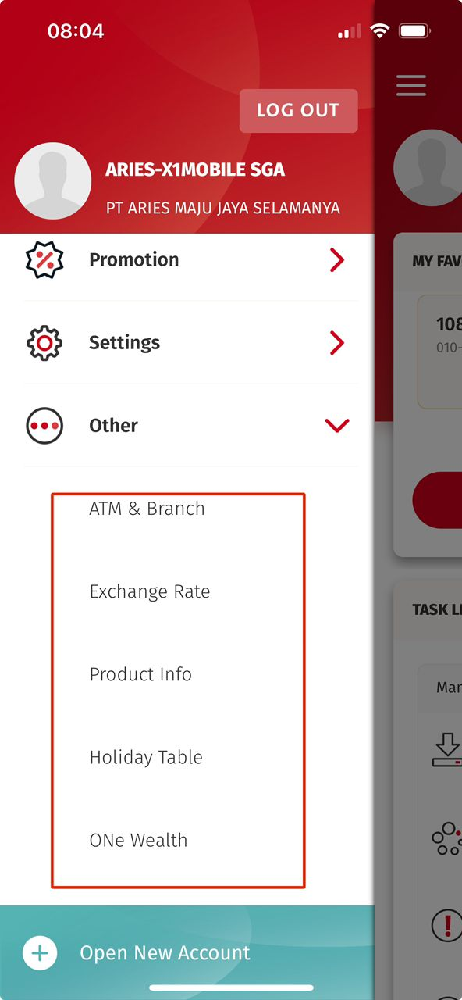 08:04
LOG OUT
ARIES-X1MOBILE SGA
PT ARIES MAJU JAYA SELAMANYA
Promotion
Settings
Other
ATM & Branch
Exchange Rate
Product Info
Holiday Table
ONe Wealth
Open New Account
MY FAV
108
010-
TASK
Mar